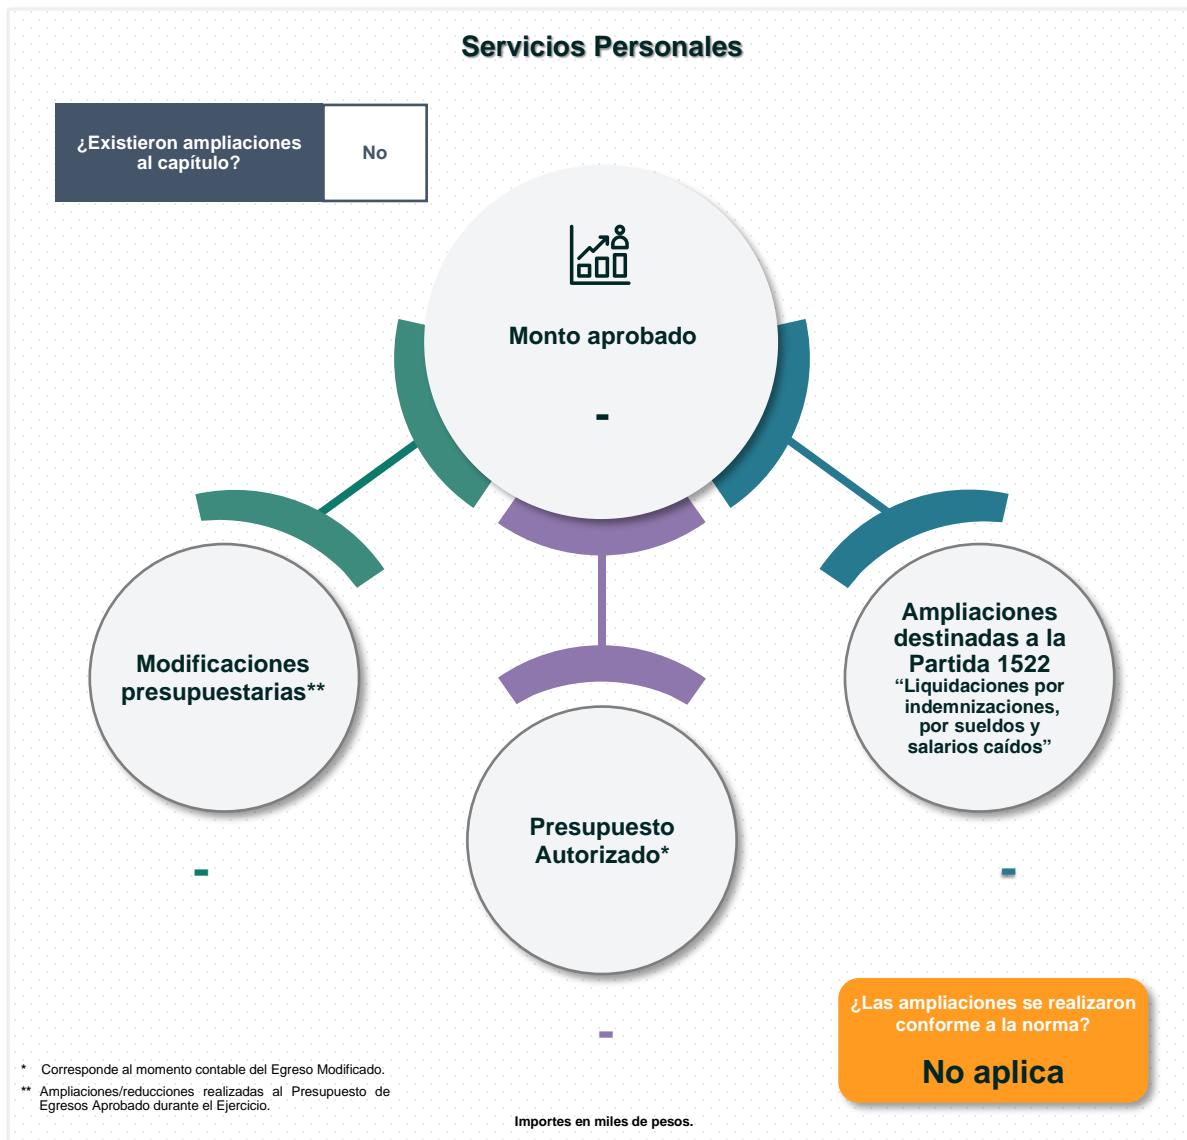 Servicios Personales
¿Existieron ampliaciones
al capítulo?
No
Monto aprobado
-
Modificaciones
presupuestarias**
-
Presupuesto
Autorizado*
-
Ampliaciones
destinadas a la
Partida 1522
“Liquidaciones por
indemnizaciones,
por sueldos y
salarios caídos”
-
¿Las ampliaciones se realizaron
conforme a la norma?
No aplica
* Corresponde al momento contable del Egreso Modificado.
** Ampliaciones/reducciones realizadas al Presupuesto de
Egresos Aprobado durante el Ejercicio.
Importes en miles de pesos.